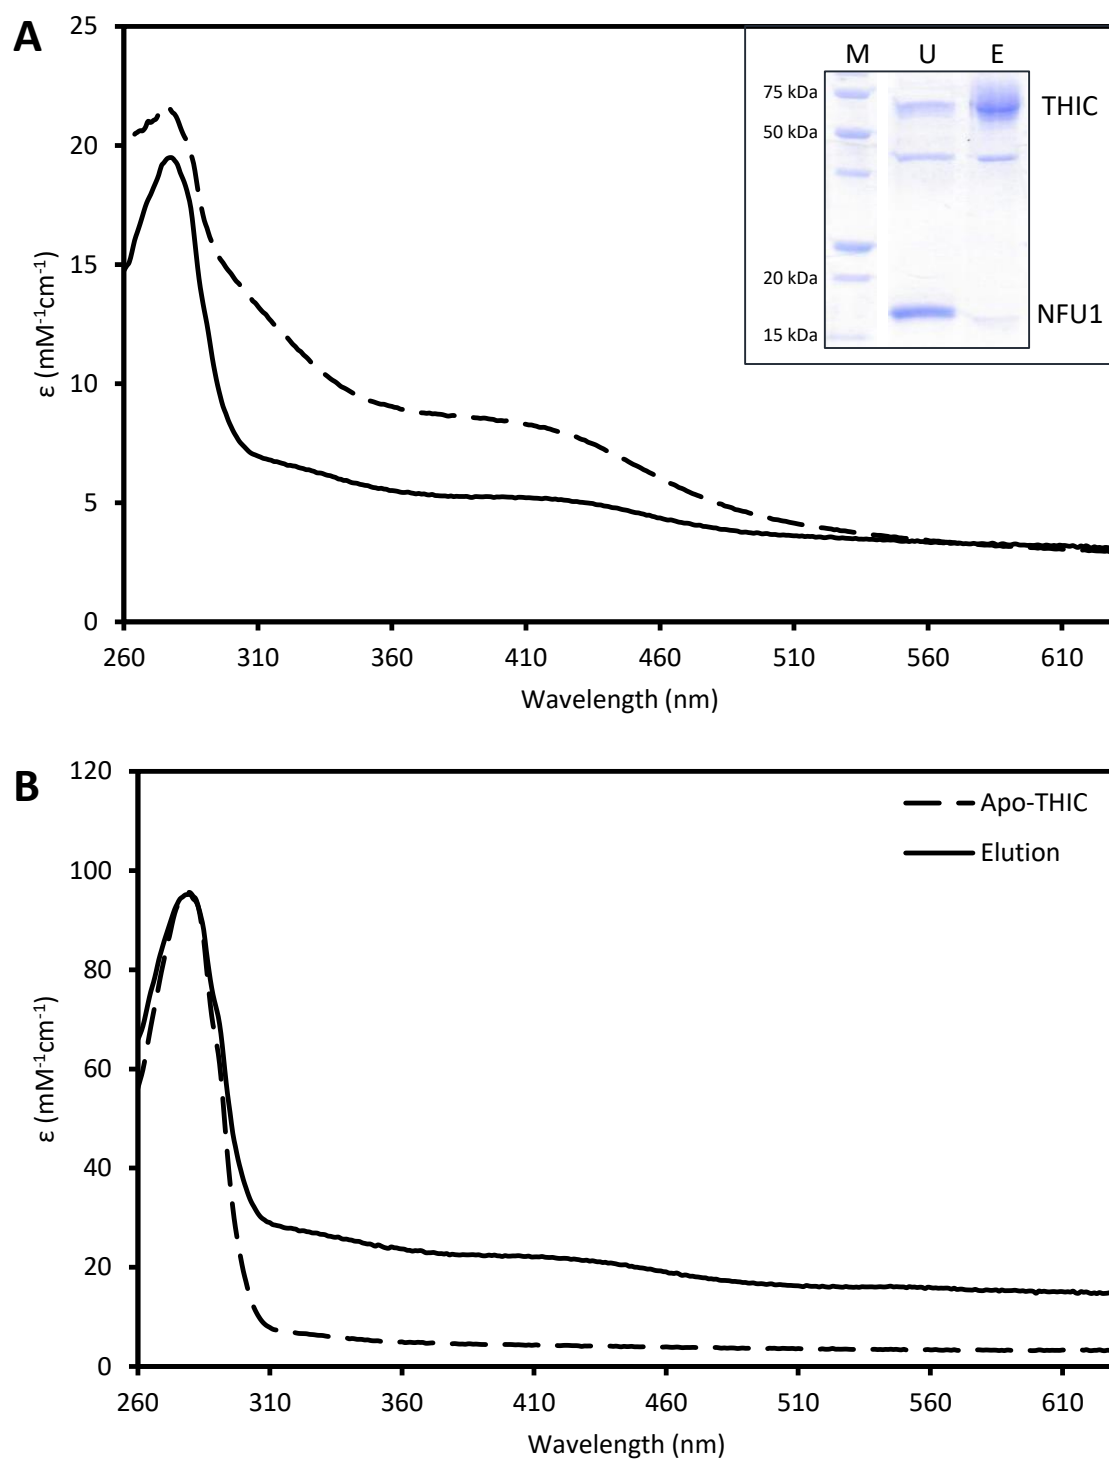 A
25
20
15
10
5
0
ε (mM⁻¹cm⁻¹)
260 310 360 410 460 510 560 610
Wavelength (nm)
M U E
75 kDa
50 kDa
20 kDa
15 kDa
THIC
NFU1
B
120
100
80
60
40
20
0
ε (mM⁻¹cm⁻¹)
260 310 360 410 460 510 560 610
Wavelength (nm)
Apo-THIC
Elution